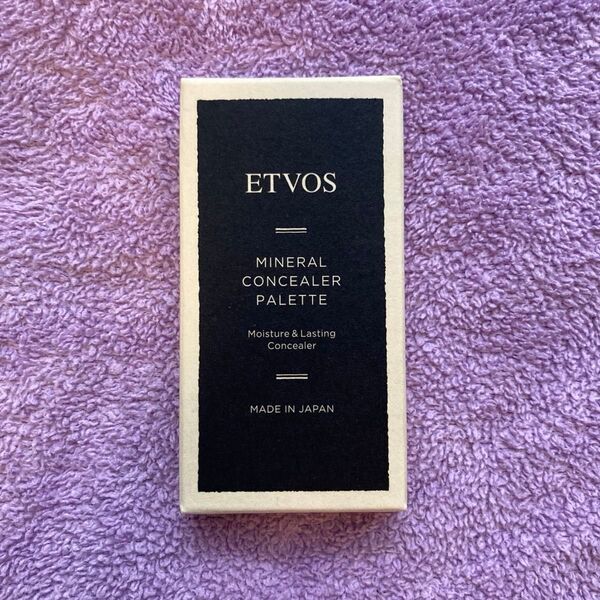 ETVOS
MINERAL
CONCEALER
PALETTE
Moisture & Lasting
Concealer
MADE IN JAPAN